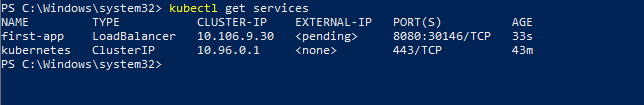 PS C:\Windows\system32> kubectl get services
NAME TYPE CLUSTER-IP EXTERNAL-IP PORT(S) AGE
first-app LoadBalancer 10.106.9.30 <pending> 8080:30146/TCP 33s
kubernetes ClusterIP 10.96.0.1 <none> 443/TCP 43m
PS C:\Windows\system32>